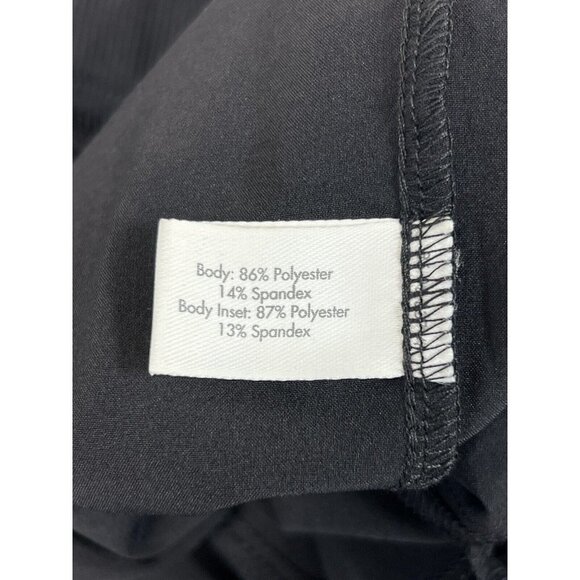 Body: 86% Polyester
14% Spandex
Body Inset: 87% Polyester
13% Spandex